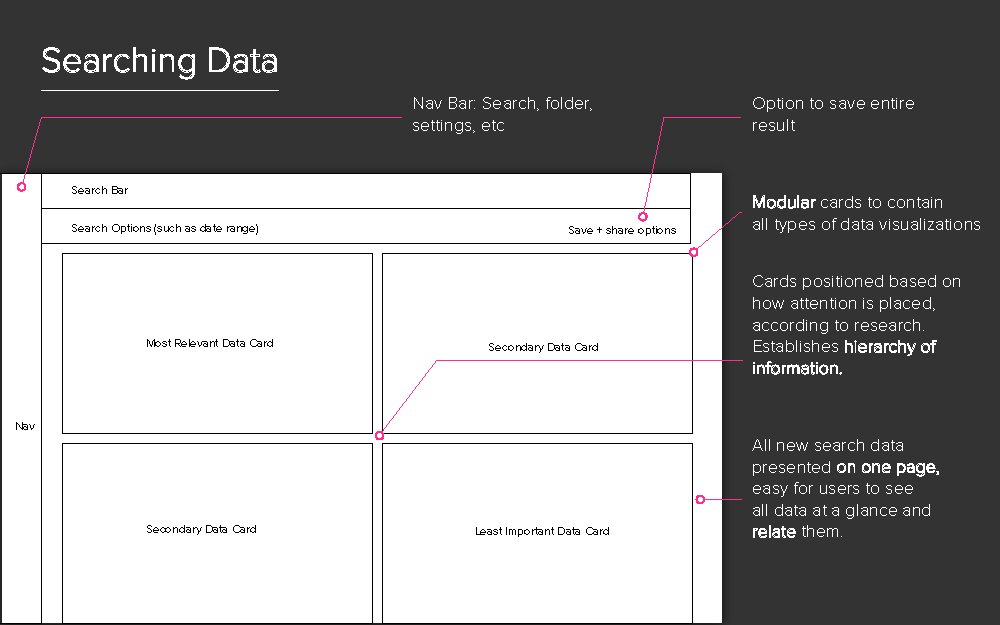 Searching Data
Nav Bar: Search, folder,
settings, etc
Option to save entire
result
Search Bar
Search Options (such as date range)
Save + share options
Modular cards to contain
all types of data visualizations
Cards positioned based on
how attention is placed,
according to research.
Establishes hierarchy of
information.
Most Relevant Data Card
Secondary Data Card
Nav
All new search data
presented on one page,
easy for users to see
all data at a glance and
relate them.
Secondary Data Card
Least Important Data Card